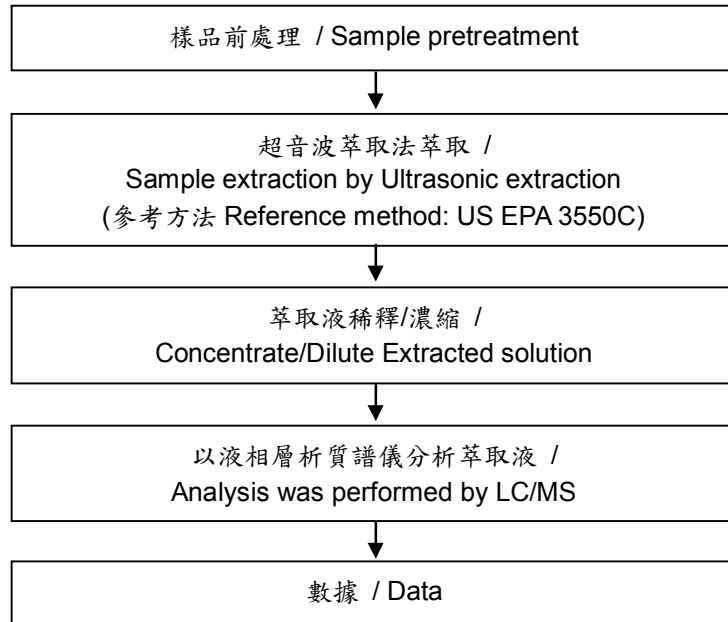 樣品前處理 / Sample pretreatment
超音波萃取法萃取 /
Sample extraction by Ultrasonic extraction
(參考方法 Reference method: US EPA 3550C)
萃取液稀釋/濃縮 /
Concentrate/Dilute Extracted solution
以液相層析質譜儀分析萃取液 /
Analysis was performed by LC/MS
數據 / Data